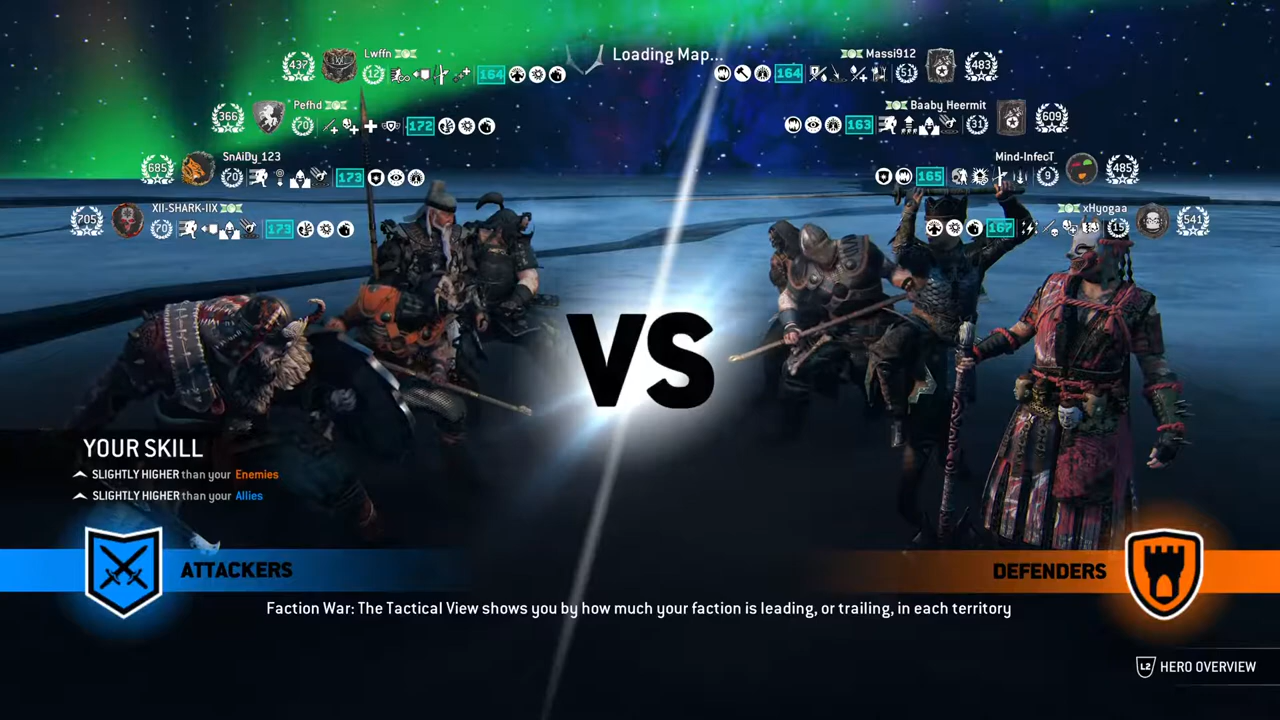 Loading Map...
437
Lwffn
12
164
366
Pefhd
70
172
685
SnAiDy_123
70
173
705
XII-SHARK-IIX
70
173
Massi912
164
51
483
Baaby Heermit
163
31
609
Mind-InfecT
165
9
485
xHyogaa
167
15
541
VS
YOUR SKILL
SLIGHTLY HIGHER than your Enemies
SLIGHTLY HIGHER than your Allies
ATTACKERS
DEFENDERS
Faction War: The Tactical View shows you by how much your faction is leading, or trailing, in each territory
L2 HERO OVERVIEW